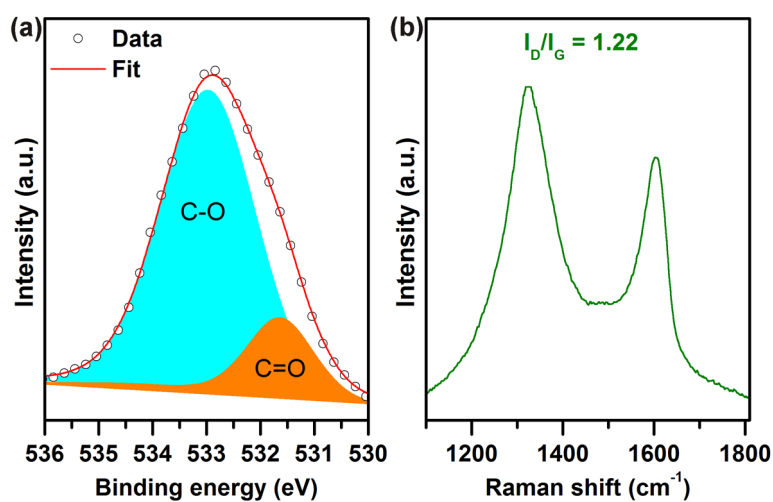 (a)
Data
Fit
C-O
C=O
Intensity (a.u.)
536 535 534 533 532 531 530
Binding energy (eV)
(b)
I_D/I_G = 1.22
Intensity (a.u.)
1200 1400 1600 1800
Raman shift (cm⁻¹)